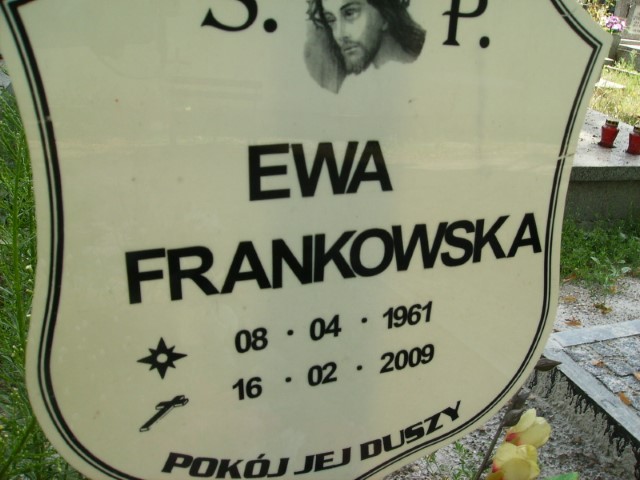 S. P.
EWA
FRANKOWSKA
08 · 04 · 1961
16 · 02 · 2009
POKÓJ JEJ DUSZY